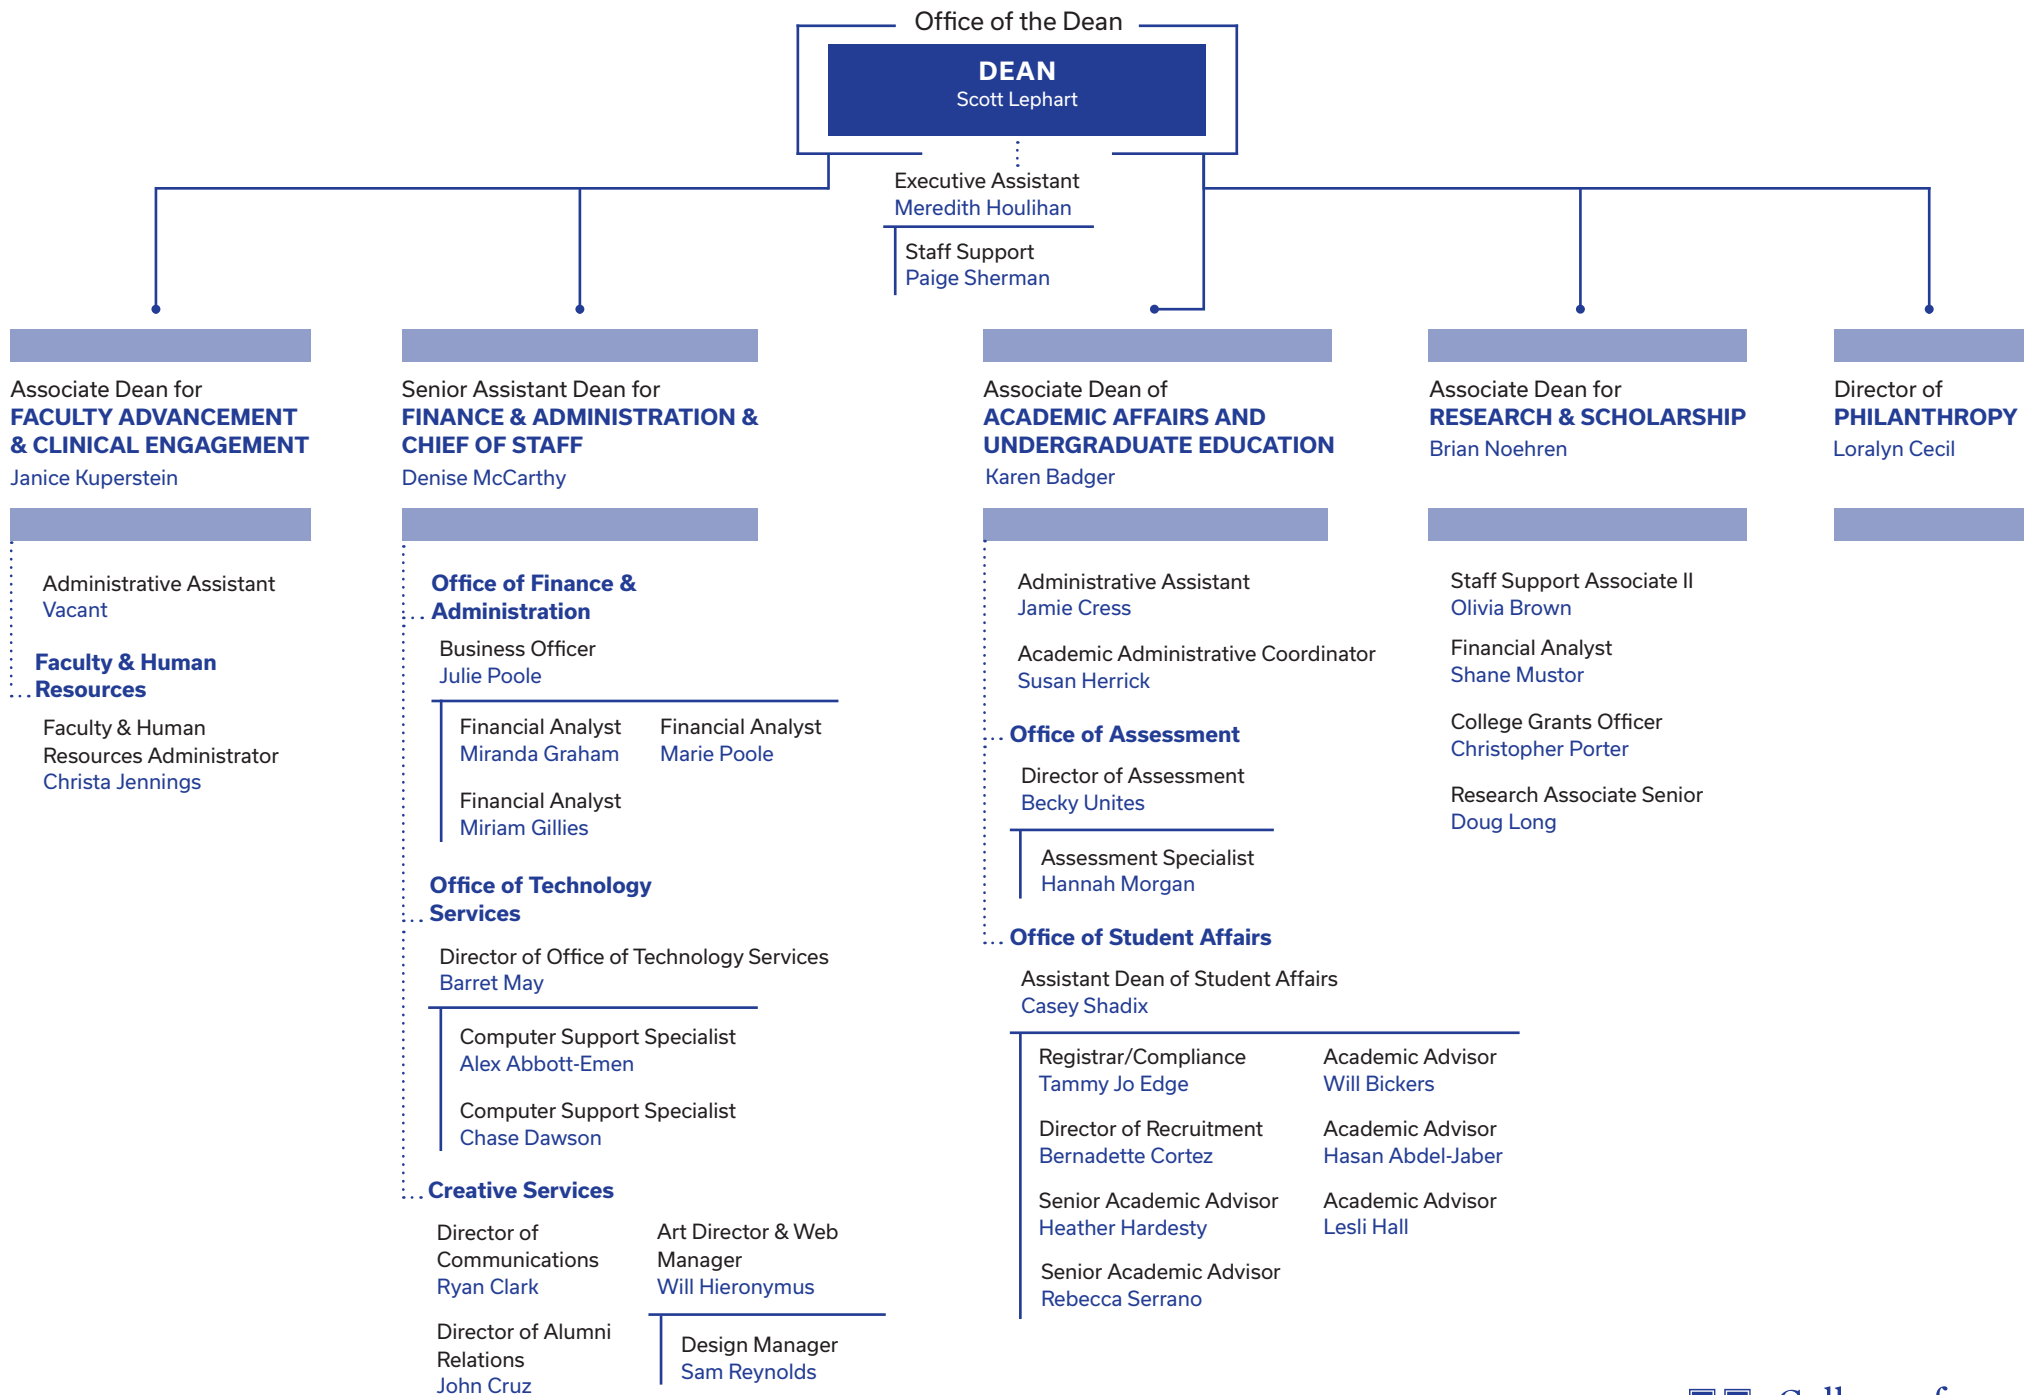 Office of the Dean
DEAN
Scott Lephart
Executive Assistant
Meredith Houlihan
Staff Support
Paige Sherman
Associate Dean for
FACULTY ADVANCEMENT
& CLINICAL ENGAGEMENT
Janice Kuperstein
Administrative Assistant
Vacant
Faculty & Human
Resources
Faculty & Human
Resources Administrator
Christa Jennings
Senior Assistant Dean for
FINANCE & ADMINISTRATION &
CHIEF OF STAFF
Denise McCarthy
Office of Finance &
Administration
Business Officer
Julie Poole
Financial Analyst
Miranda Graham
Financial Analyst
Marie Poole
Financial Analyst
Miriam Gillies
Office of Technology
Services
Director of Office of Technology Services
Barret May
Computer Support Specialist
Alex Abbott-Emen
Computer Support Specialist
Chase Dawson
Creative Services
Director of
Communications
Ryan Clark
Director of Alumni
Relations
John Cruz
Art Director & Web
Manager
Will Hieronymus
Design Manager
Sam Reynolds
Associate Dean of
ACADEMIC AFFAIRS AND
UNDERGRADUATE EDUCATION
Karen Badger
Administrative Assistant
Jamie Cress
Academic Administrative Coordinator
Susan Herrick
Office of Assessment
Director of Assessment
Becky Unites
Assessment Specialist
Hannah Morgan
Office of Student Affairs
Assistant Dean of Student Affairs
Casey Shadix
Registrar/Compliance
Tammy Jo Edge
Director of Recruitment
Bernadette Cortez
Senior Academic Advisor
Heather Hardesty
Senior Academic Advisor
Rebecca Serrano
Academic Advisor
Will Bickers
Academic Advisor
Hasan Abdel-Jaber
Academic Advisor
Lesli Hall
Associate Dean for
RESEARCH & SCHOLARSHIP
Brian Noehren
Staff Support Associate II
Olivia Brown
Financial Analyst
Shane Mustor
College Grants Officer
Christopher Porter
Research Associate Senior
Doug Long
Director of
PHILANTHROPY
Loralyn Cecil
College of